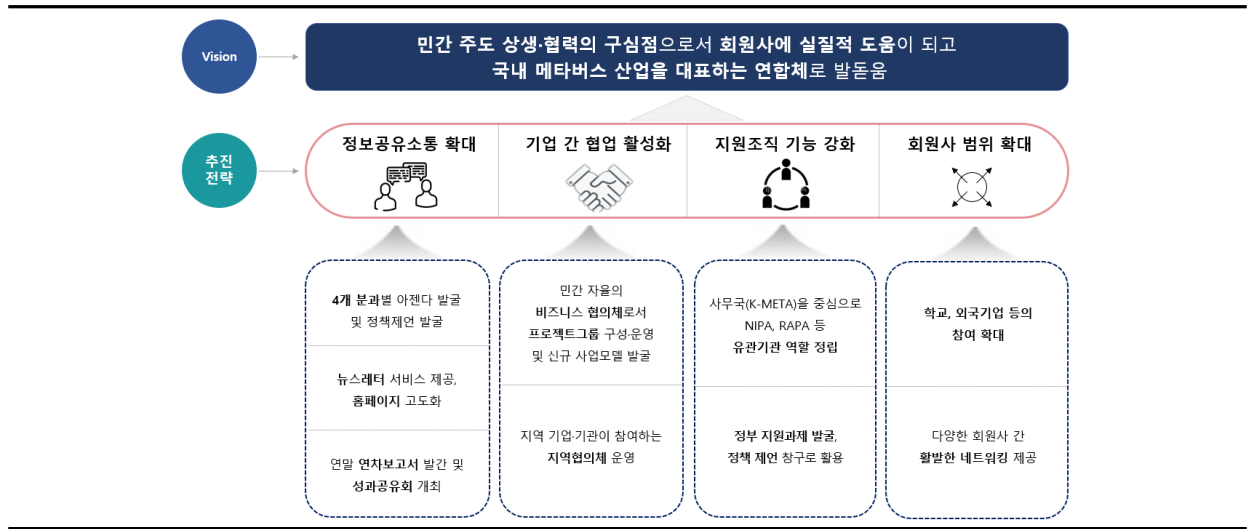 Vision
민간 주도 상생·협력의 구심점으로서 회원사에 실질적 도움이 되고
국내 메타버스 산업을 대표하는 연합체로 발돋움
추진
전략
정보공유소통 확대
기업 간 협업 활성화
지원조직 기능 강화
회원사 범위 확대
4개 분과별 아젠다 발굴
및 정책제언 발굴
뉴스레터 서비스 제공,
홈페이지 고도화
연말 연차보고서 발간 및
성과공유회 개최
민간 자율의
비즈니스 협의체로서
프로젝트그룹 구성·운영
및 신규 사업모델 발굴
지역 기업·기관이 참여하는
지역협의체 운영
사무국(K-META)을 중심으로
NIPA, RAPA 등
유관기관 역할 정립
정부 지원과제 발굴,
정책 제언 창구로 활용
학교, 외국기업 등의
참여 확대
다양한 회원사 간
활발한 네트워킹 제공